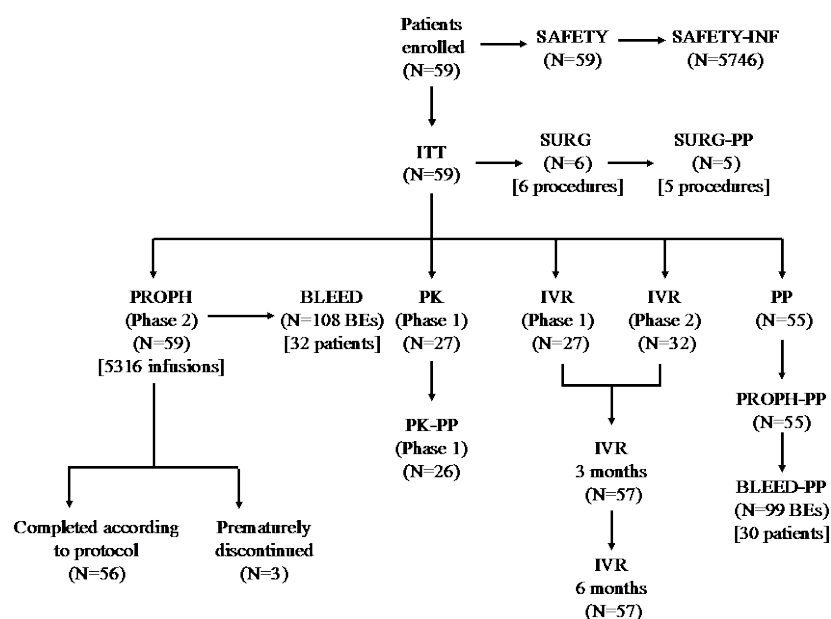 Patients
enrolled
(N=59)
SAFETY
(N=59)
SAFETY-INF
(N=5746)
ITT
(N=59)
SURG
(N=6)
[6 procedures]
SURG-PP
(N=5)
[5 procedures]
PROPH
(Phase 2)
(N=59)
[5316 infusions]
BLEED
(N=108 BEs)
[32 patients]
PK
(Phase 1)
(N=27)
IVR
(Phase 1)
(N=27)
IVR
(Phase 2)
(N=32)
PP
(N=55)
PK-PP
(Phase 1)
(N=26)
IVR
3 months
(N=57)
PROPH-PP
(N=55)
BLEED-PP
(N=99 BEs)
[30 patients]
Completed according
to protocol
(N=56)
Prematurely
discontinued
(N=3)
IVR
6 months
(N=57)